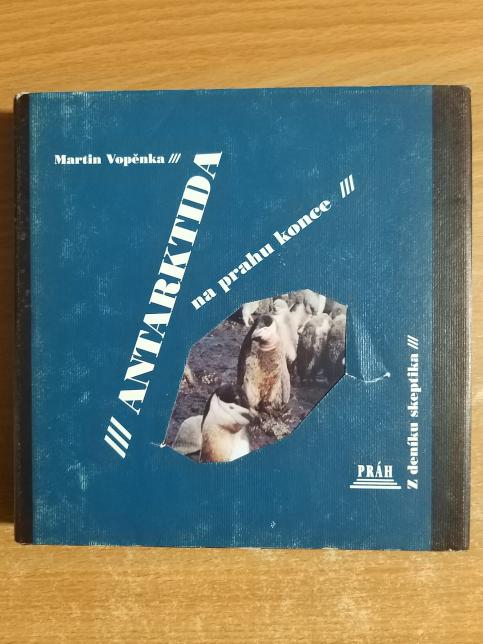 Martin Vopěnka ///
/// ANTARKTIDA
na prahu konce ///
Z deníku skeptika ///
PRÁH